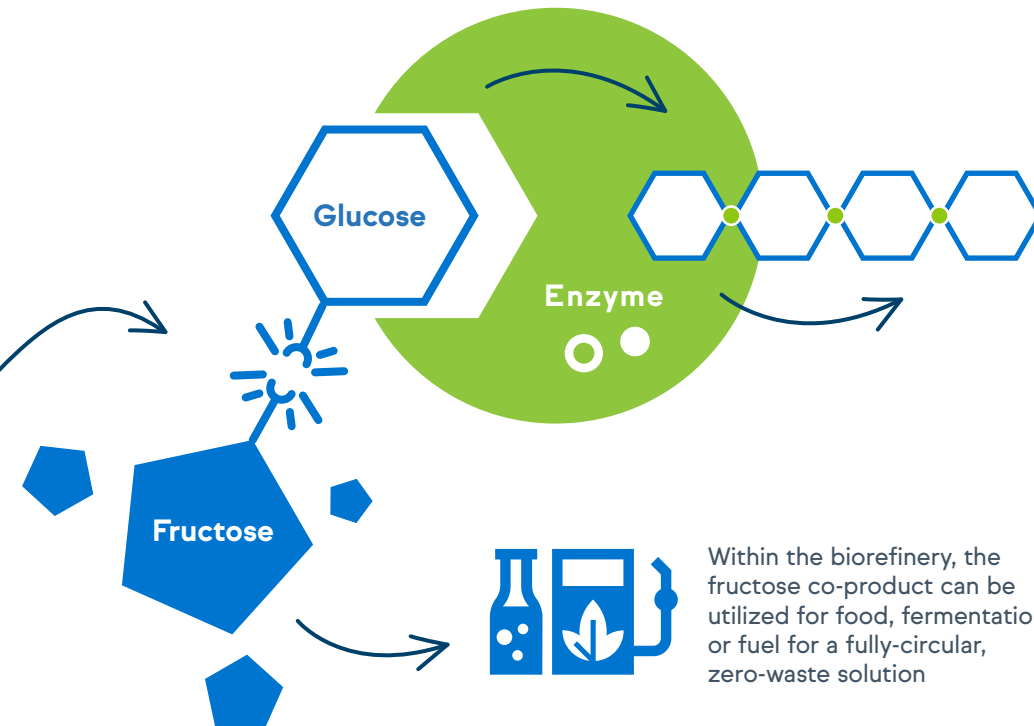 Glucose
Enzyme
Fructose
Within the biorefinery, the
fructose co-product can be
utilized for food, fermentatio
or fuel for a fully-circular,
zero-waste solution